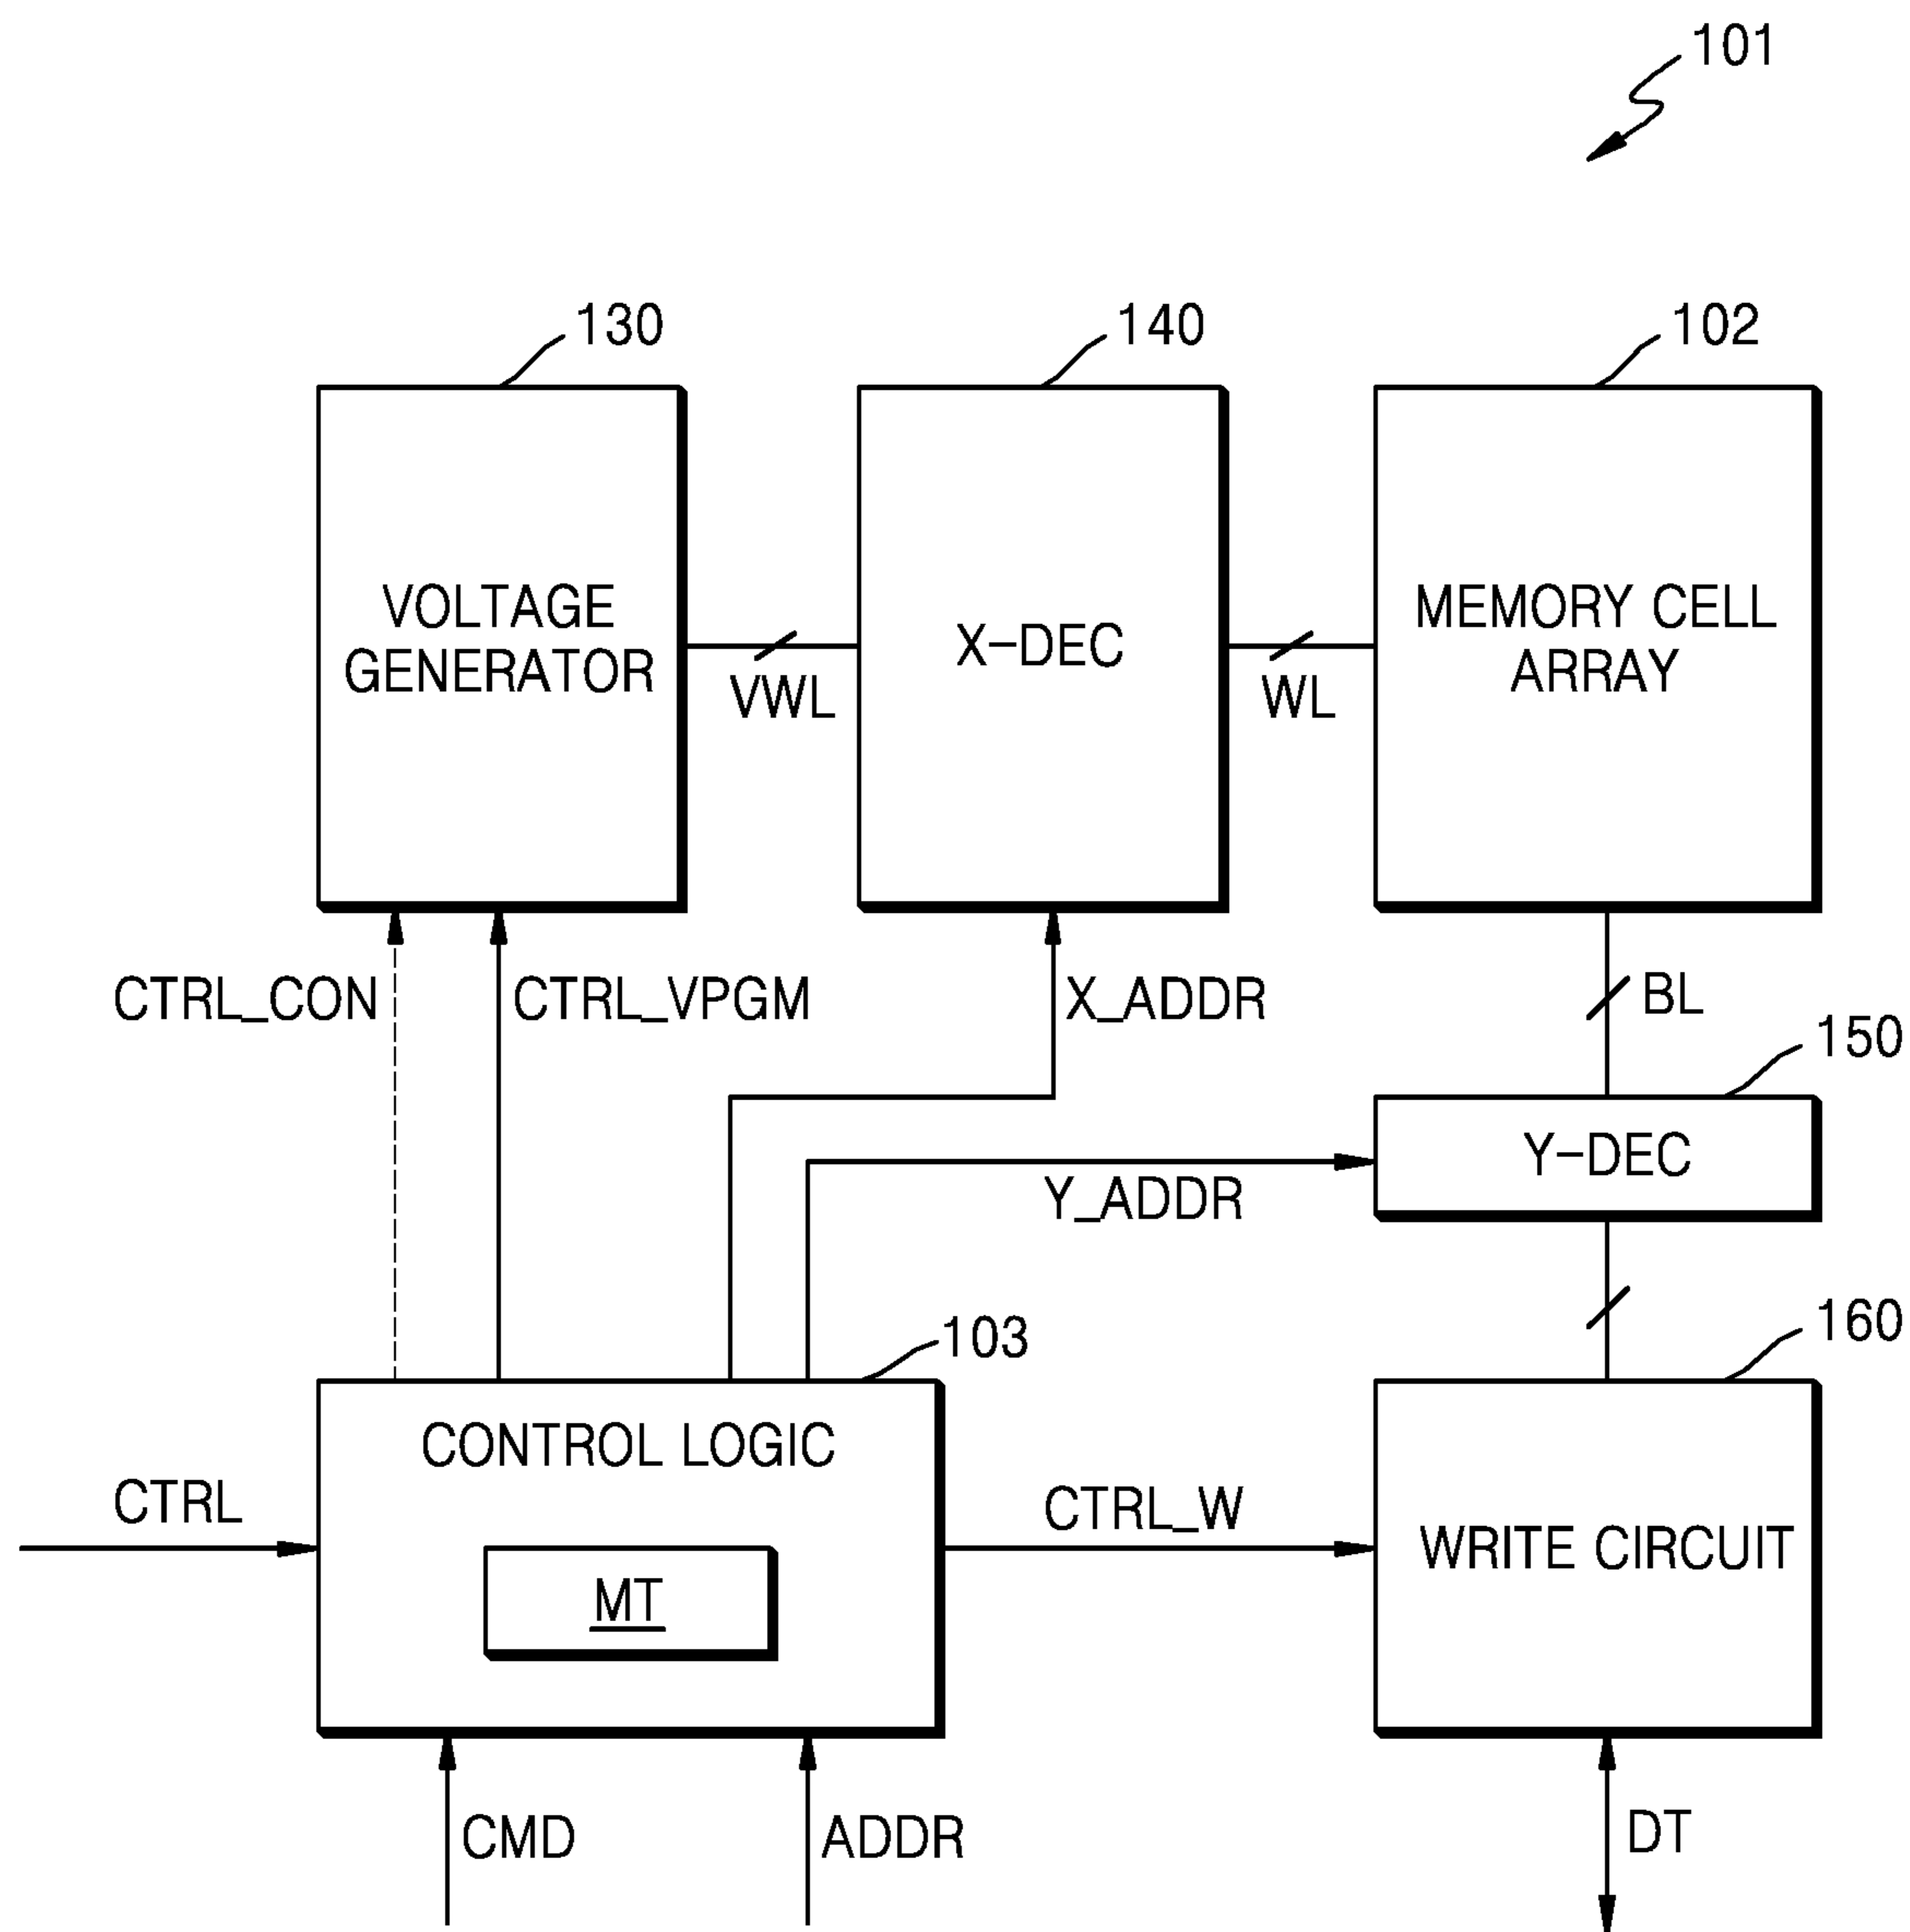 101
130
140
102
VOLTAGE
GENERATOR
VWL
X-DEC
WL
MEMORY CELL
ARRAY
CTRL_CON
CTRL_VPGM
X_ADDR
BL
150
Y-DEC
Y_ADDR
103
160
CONTROL LOGIC
CTRL
MT
CTRL_W
WRITE CIRCUIT
CMD
ADDR
DT